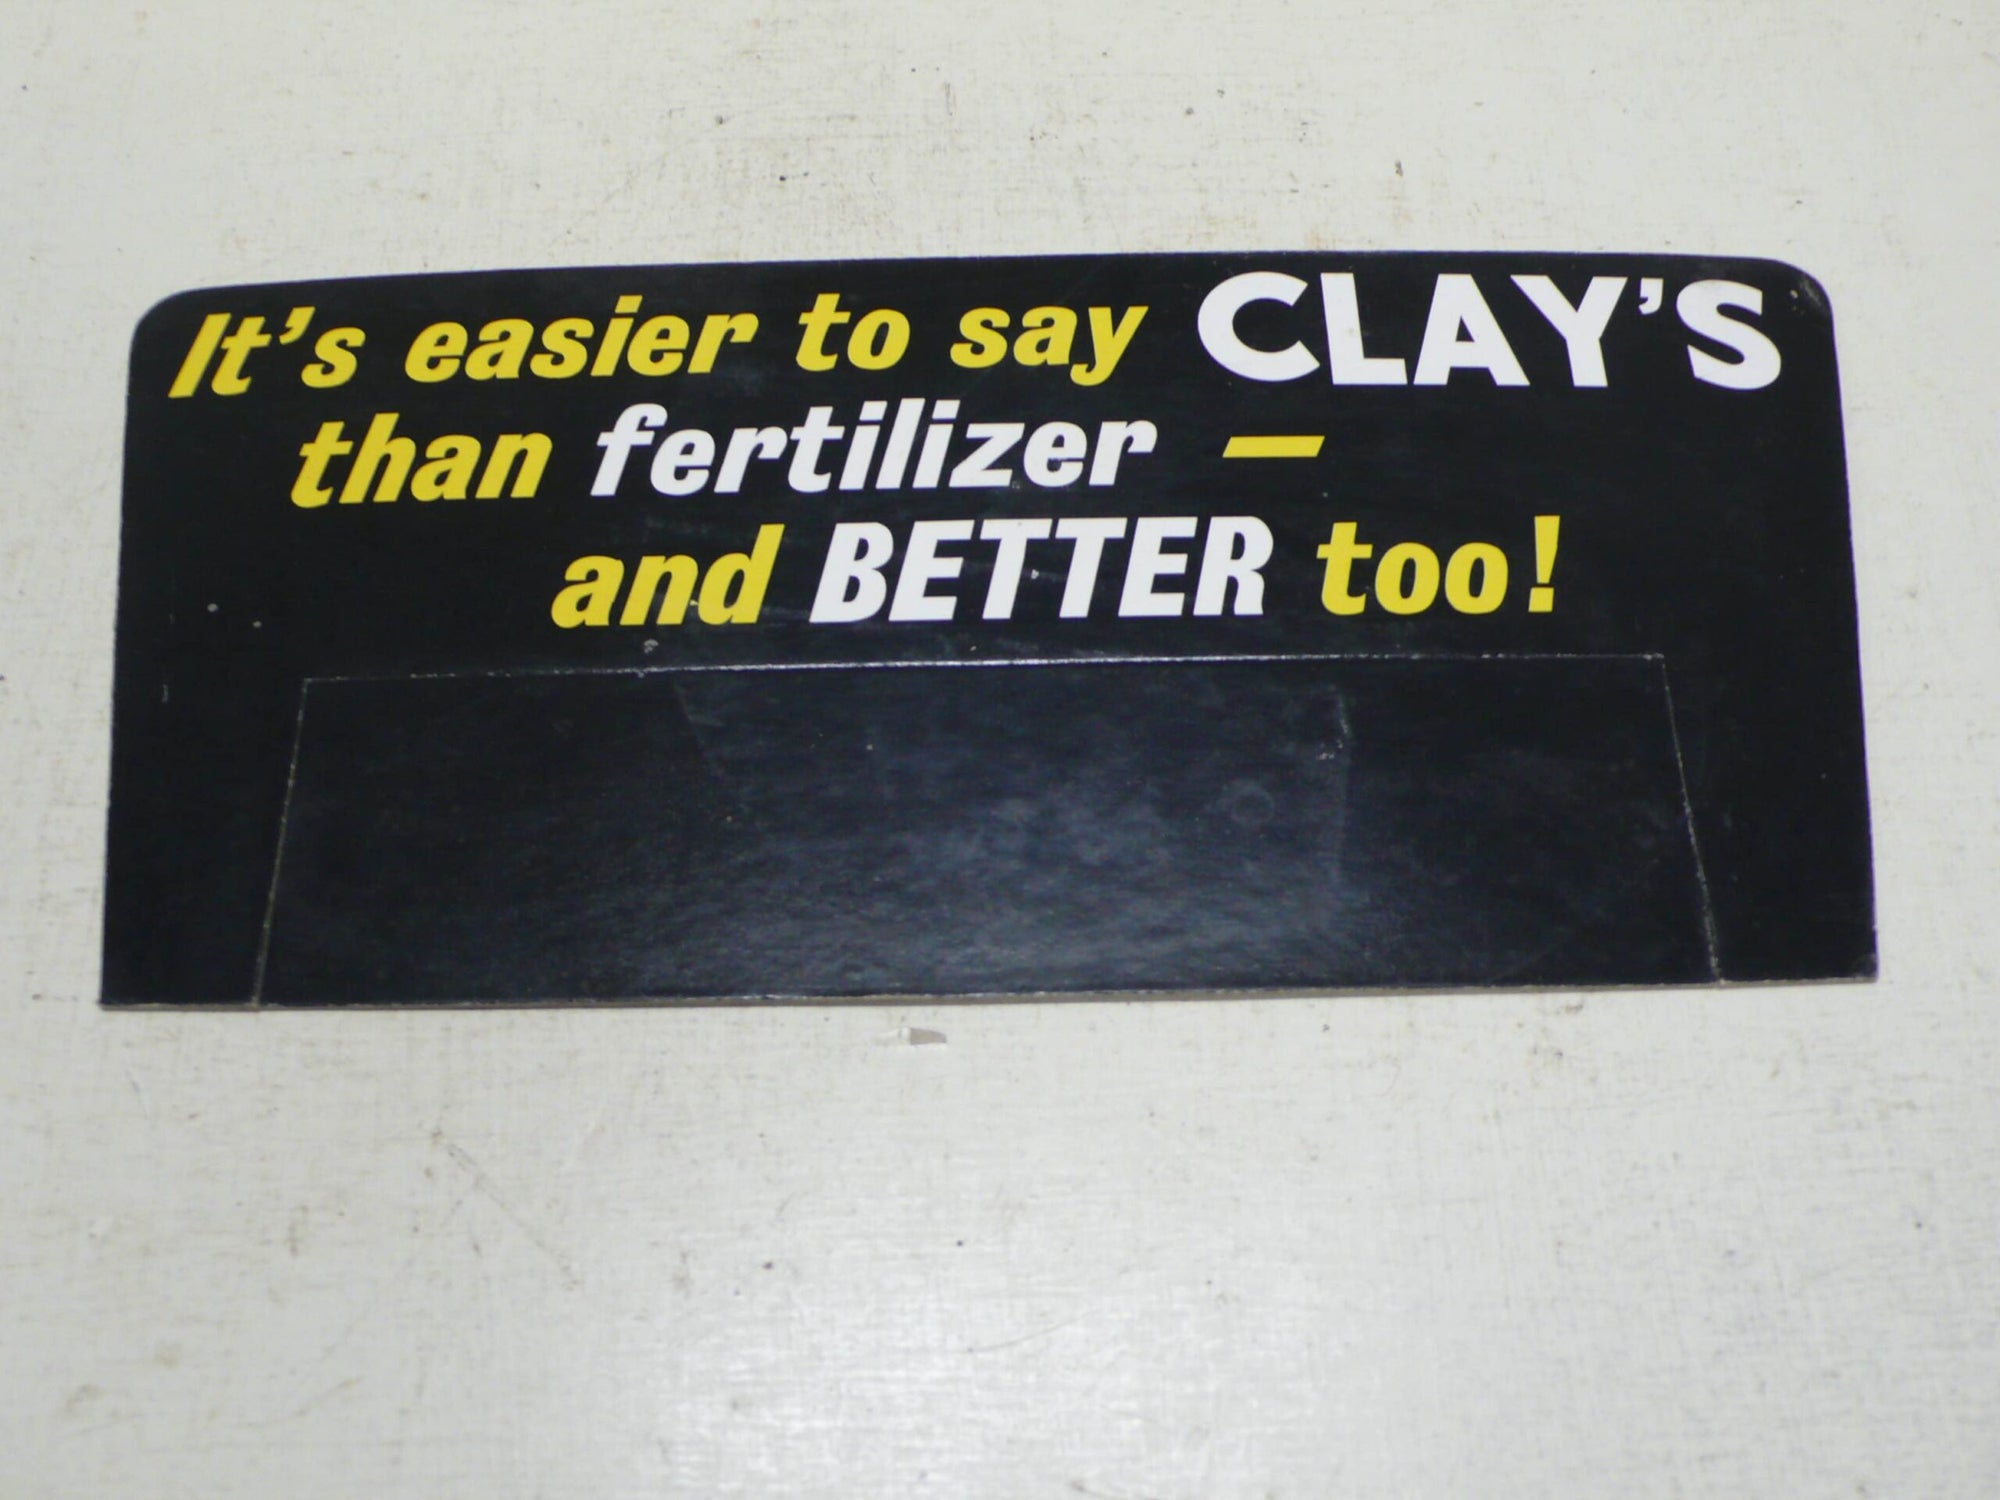 It's easier to say CLAY'S
than fertilizer –
and BETTER too!